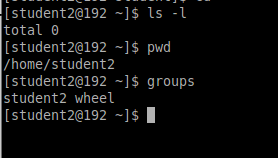 [student2@192 ~]$ ls -l
total 0
[student2@192 ~]$ pwd
/home/student2
[student2@192 ~]$ groups
student2 wheel
[student2@192 ~]$